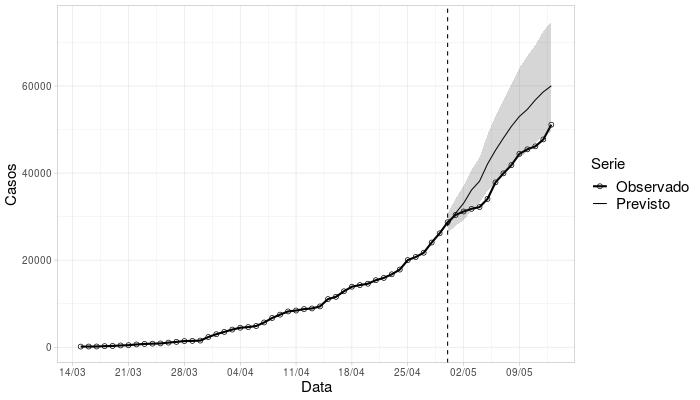 Casos
60000
40000
20000
0
14/03 21/03 28/03 04/04 11/04 18/04 25/04 02/05 09/05
Data
Serie
Observado
Previsto